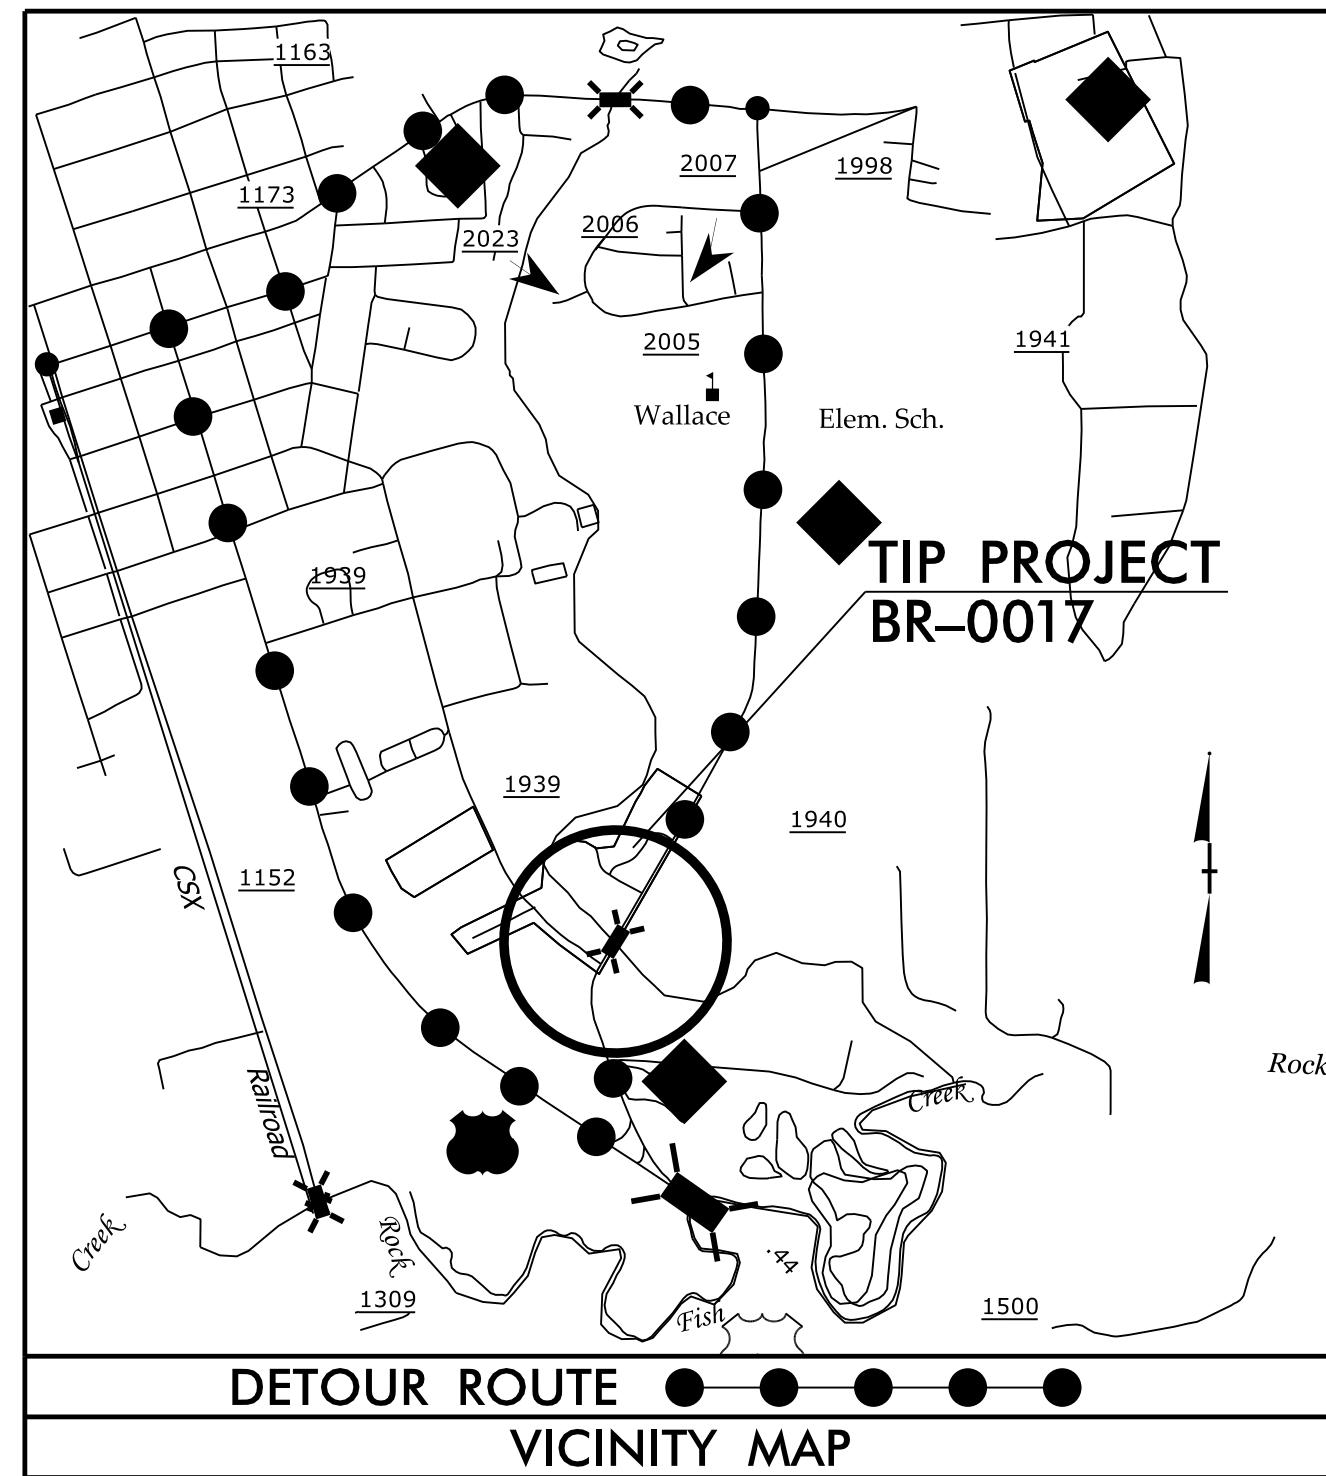 1163
2007
1998
1173
2006
2023
2005
1941
Wallace
Elem. Sch.
TIP PROJECT
BR–0017
1939
1939
1940
CSX
1152
Rock
Railroad
Creek
Creek
Rock
.44
1309
Fish
1500
DETOUR ROUTE
VICINITY MAP